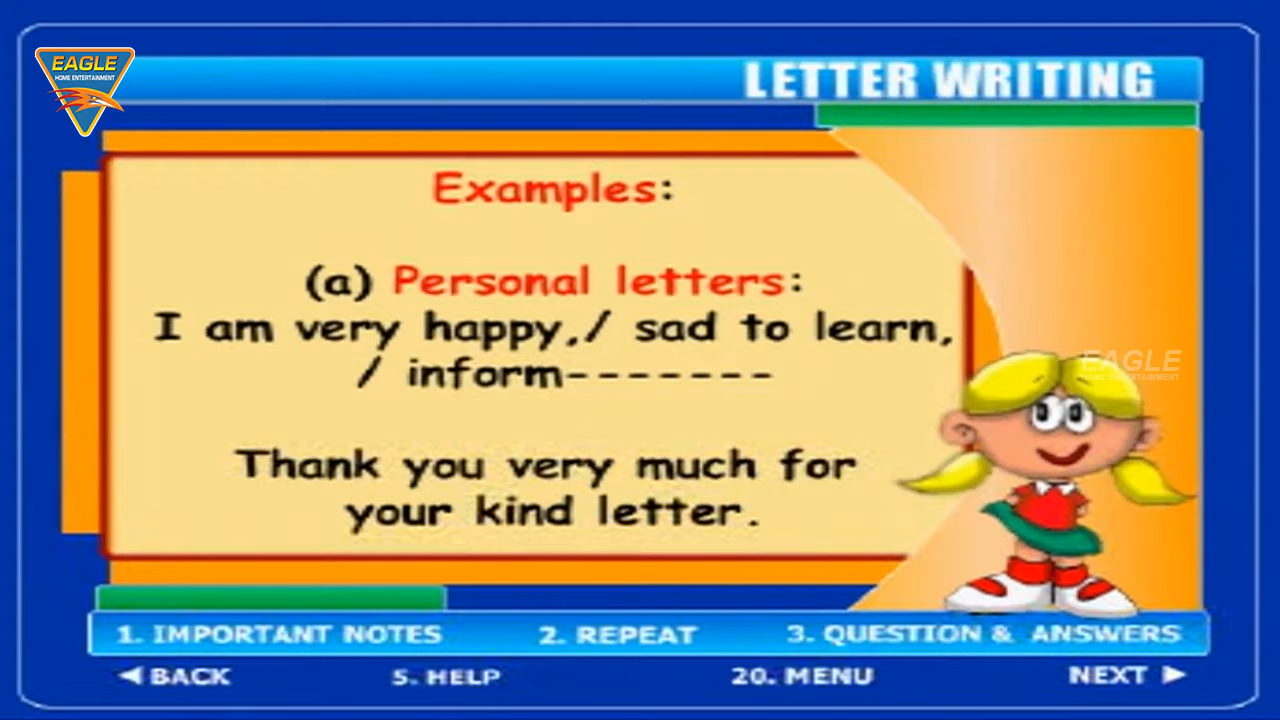 EAGLE
HOME ENTERTAINMENT
LETTER WRITING
Examples:
(a) Personal letters:
I am very happy,/ sad to learn,
/ inform-------
Thank you very much for
your kind letter.
EAGLE
HOME ENTERTAINMENT
1. IMPORTANT NOTES 2. REPEAT 3. QUESTION & ANSWERS
◄ BACK 5. HELP 20. MENU NEXT ►